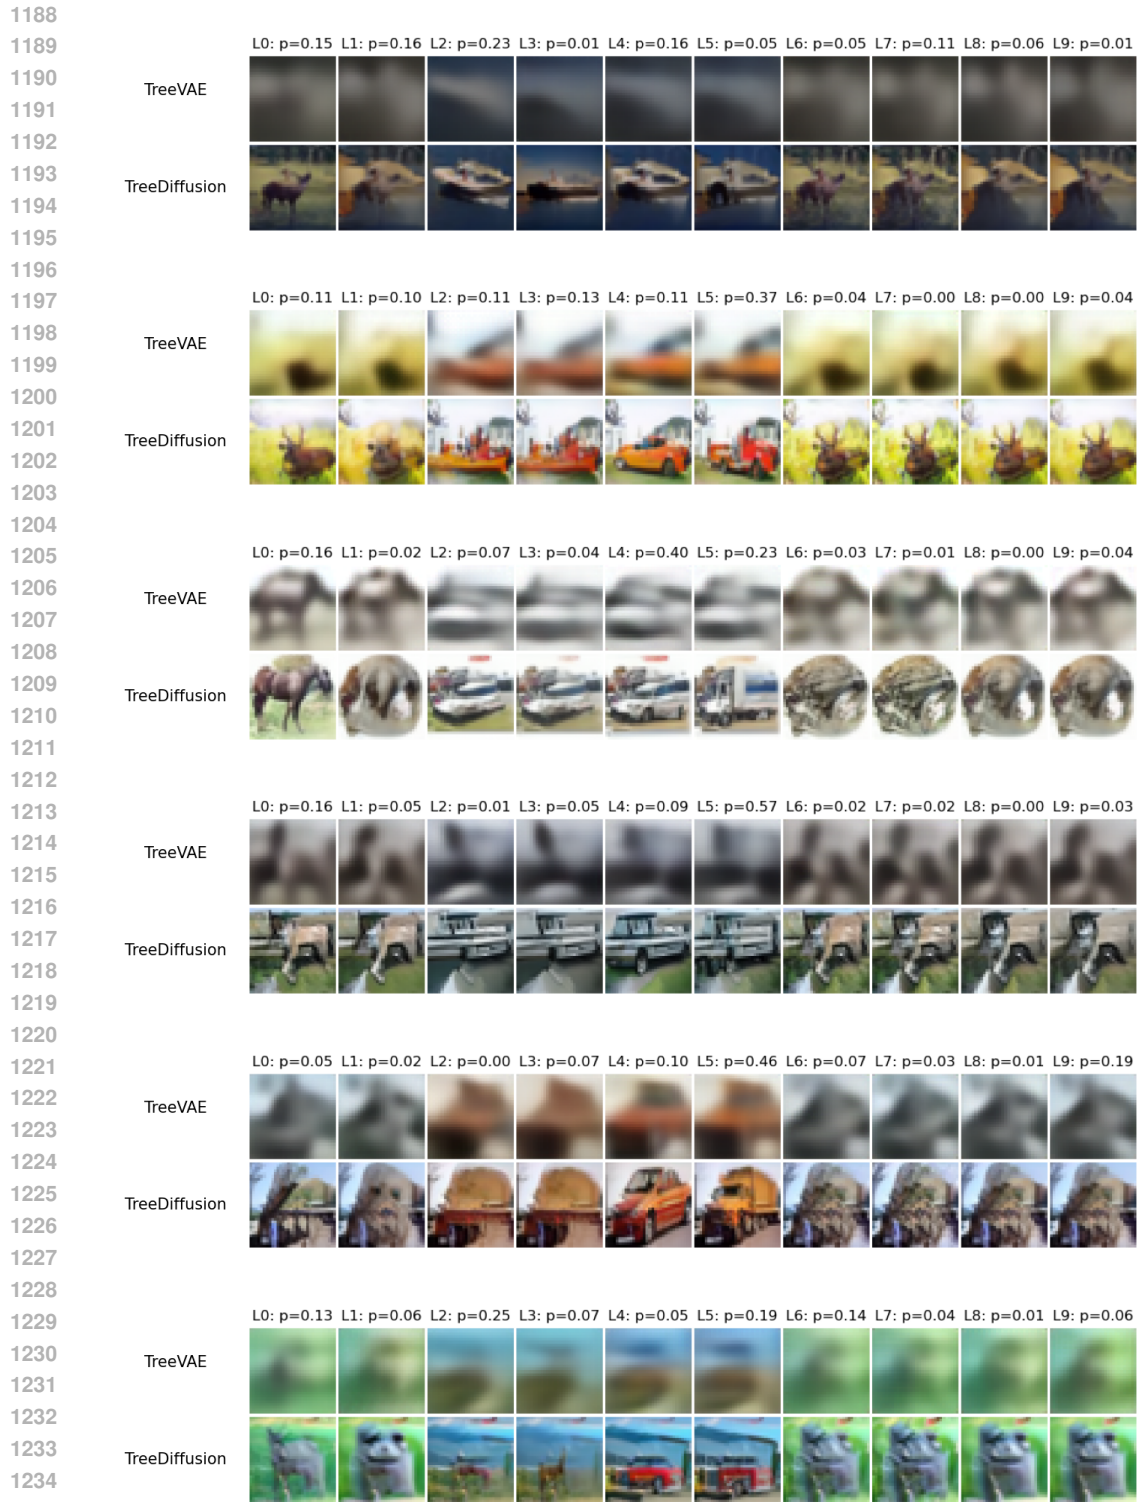 1188
1189 L0: p=0.15 L1: p=0.16 L2: p=0.23 L3: p=0.01 L4: p=0.16 L5: p=0.05 L6: p=0.05 L7: p=0.11 L8: p=0.06 L9: p=0.01
1190 TreeVAE
1191
1192
1193 TreeDiffusion
1194
1195
1196
1197 L0: p=0.11 L1: p=0.10 L2: p=0.11 L3: p=0.13 L4: p=0.11 L5: p=0.37 L6: p=0.04 L7: p=0.00 L8: p=0.00 L9: p=0.04
1198 TreeVAE
1199
1200
1201 TreeDiffusion
1202
1203
1204
1205 L0: p=0.16 L1: p=0.02 L2: p=0.07 L3: p=0.04 L4: p=0.40 L5: p=0.23 L6: p=0.03 L7: p=0.01 L8: p=0.00 L9: p=0.04
1206 TreeVAE
1207
1208
1209 TreeDiffusion
1210
1211
1212
1213 L0: p=0.16 L1: p=0.05 L2: p=0.01 L3: p=0.05 L4: p=0.09 L5: p=0.57 L6: p=0.02 L7: p=0.02 L8: p=0.00 L9: p=0.03
1214 TreeVAE
1215
1216
1217 TreeDiffusion
1218
1219
1220
1221 L0: p=0.05 L1: p=0.02 L2: p=0.00 L3: p=0.07 L4: p=0.10 L5: p=0.46 L6: p=0.07 L7: p=0.03 L8: p=0.01 L9: p=0.19
1222 TreeVAE
1223
1224
1225 TreeDiffusion
1226
1227
1228
1229 L0: p=0.13 L1: p=0.06 L2: p=0.25 L3: p=0.07 L4: p=0.05 L5: p=0.19 L6: p=0.14 L7: p=0.04 L8: p=0.01 L9: p=0.06
1230 TreeVAE
1231
1232
1233 TreeDiffusion
1234